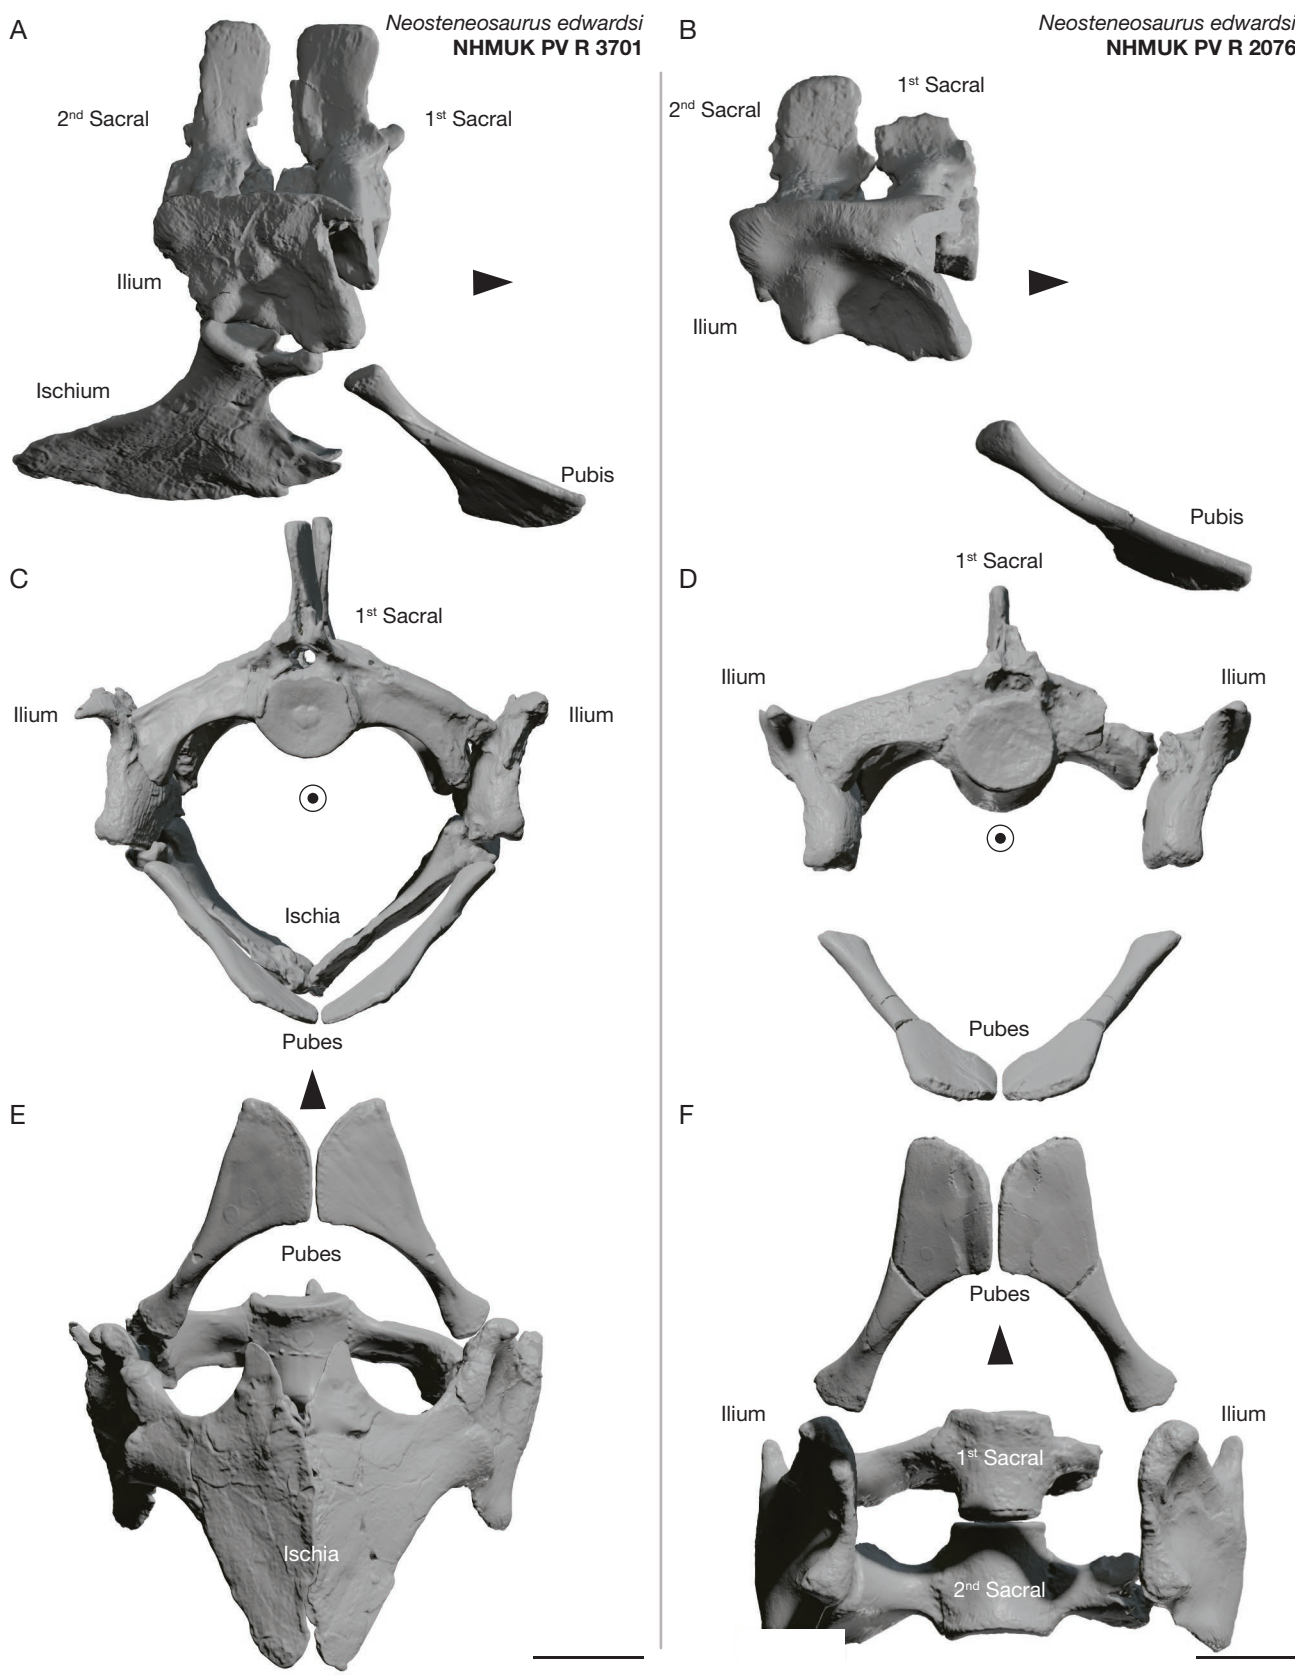 A
Neosteneosaurus edwardsi
NHMUK PV R 3701
2nd Sacral
1st Sacral
Ilium
Ischium
Pubis
B
Neosteneosaurus edwardsi
NHMUK PV R 2076
1st Sacral
2nd Sacral
Ilium
Pubis
C
1st Sacral
Ilium
Ilium
Ischia
Pubes
D
1st Sacral
Ilium
Ilium
Pubes
E
Pubes
Ischia
F
Pubes
Ilium
Ilium
1st Sacral
2nd Sacral